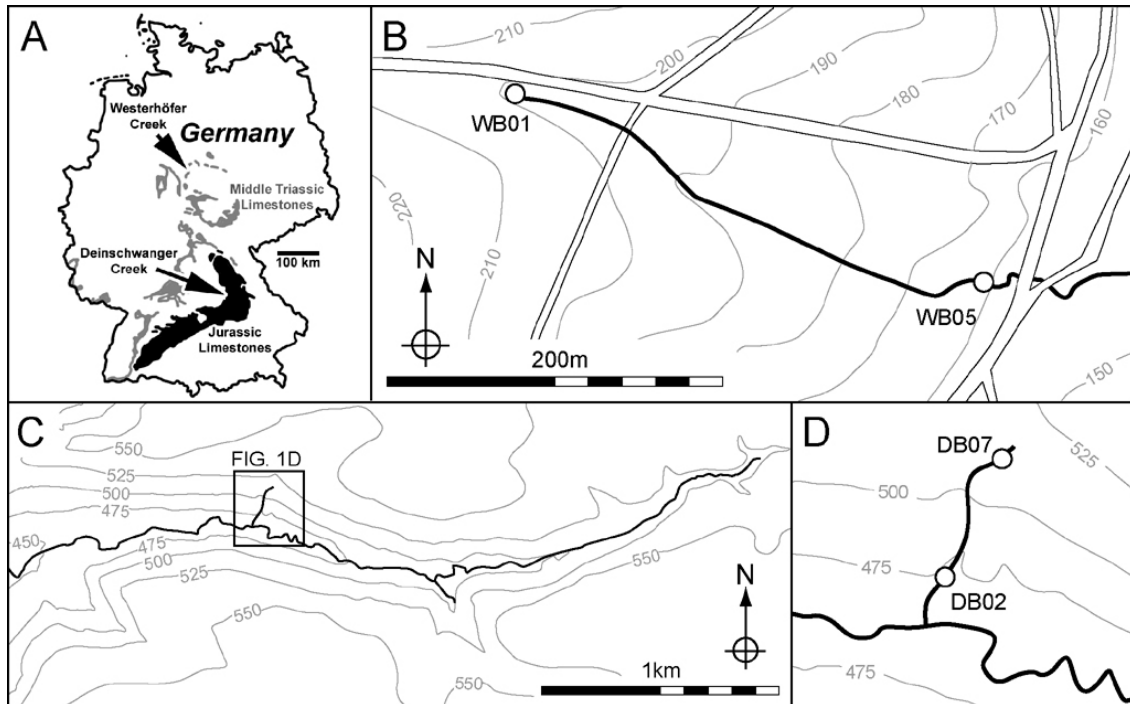 A
Westerhöfer
Creek
Germany
Middle Triassic
Limestones
Deinschwanger
Creek
100 km
Jurassic
Limestones
B
210
200
190
180
170
160
WB01
220
210
N
WB05
200m
150
C
550
525
500
475
FIG. 1D
450
475
500
525
550
550
550
N
1km
D
DB07
525
500
475
DB02
475